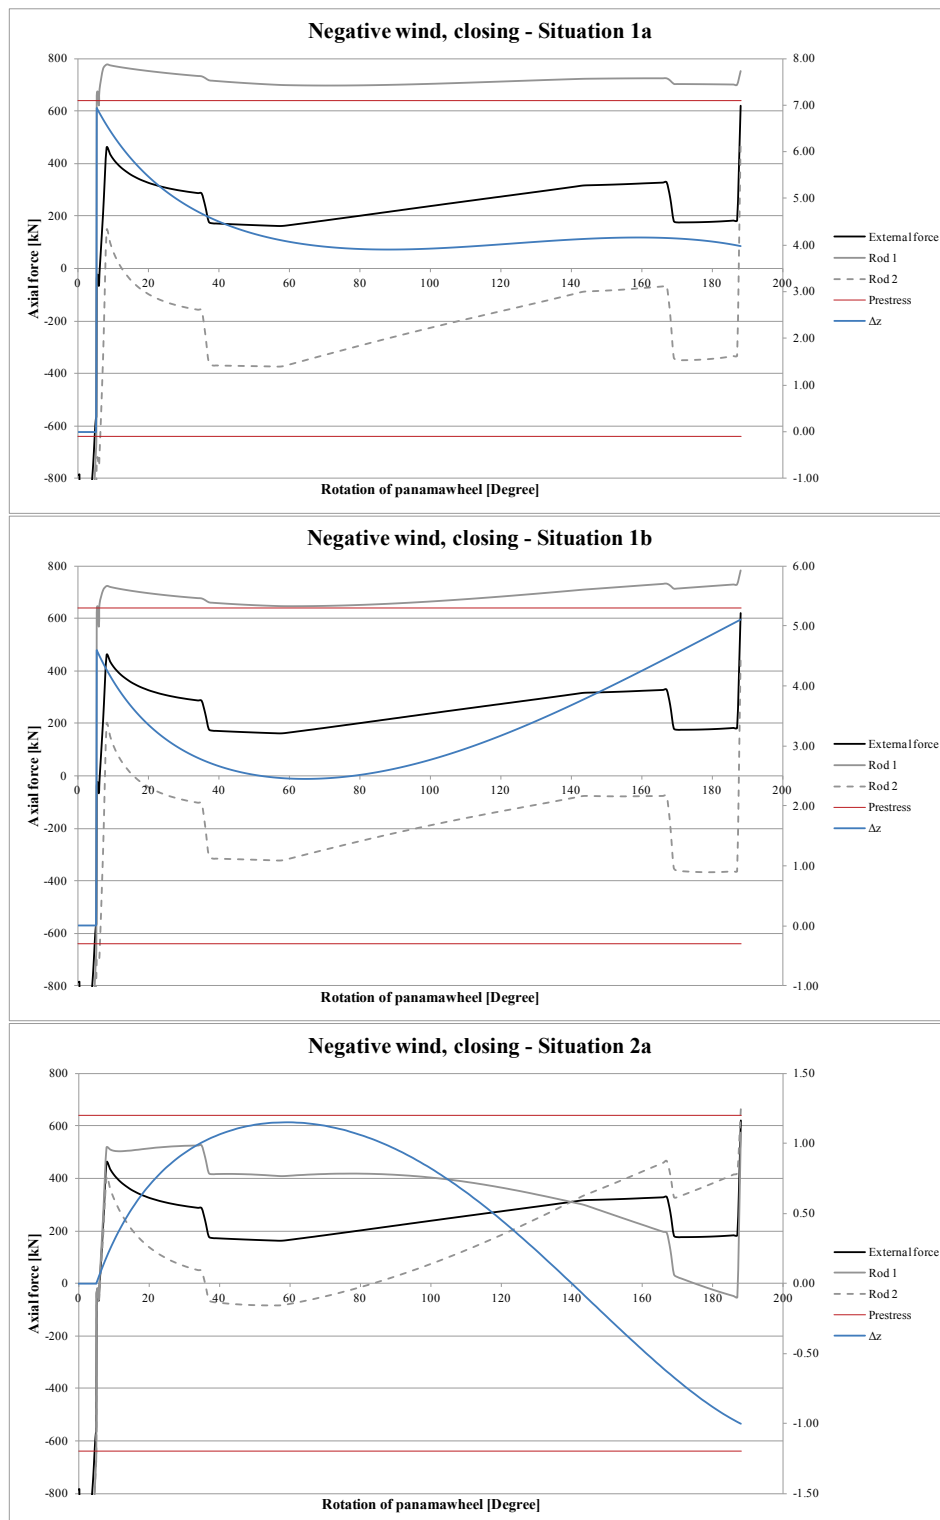 Negative wind, closing - Situation 1a
800
600
400
200
0
-200
-400
-600
-800
0 20 40 60 80 100 120 140 160 180 200
8.00
7.00
6.00
5.00
4.00
3.00
2.00
1.00
0.00
-1.00
Axial force [kN]
Rotation of panamawheel [Degree]
External force
Rod 1
Rod 2
Prestress
Δz
Negative wind, closing - Situation 1b
800
600
400
200
0
-200
-400
-600
-800
0 20 40 60 80 100 120 140 160 180 200
6.00
5.00
4.00
3.00
2.00
1.00
0.00
-1.00
Axial force [kN]
Rotation of panamawheel [Degree]
External force
Rod 1
Rod 2
Prestress
Δz
Negative wind, closing - Situation 2a
800
600
400
200
0
-200
-400
-600
-800
0 20 40 60 80 100 120 140 160 180 200
1.50
1.00
0.50
0.00
-0.50
-1.00
-1.50
Axial force [kN]
Rotation of panamawheel [Degree]
External force
Rod 1
Rod 2
Prestress
Δz